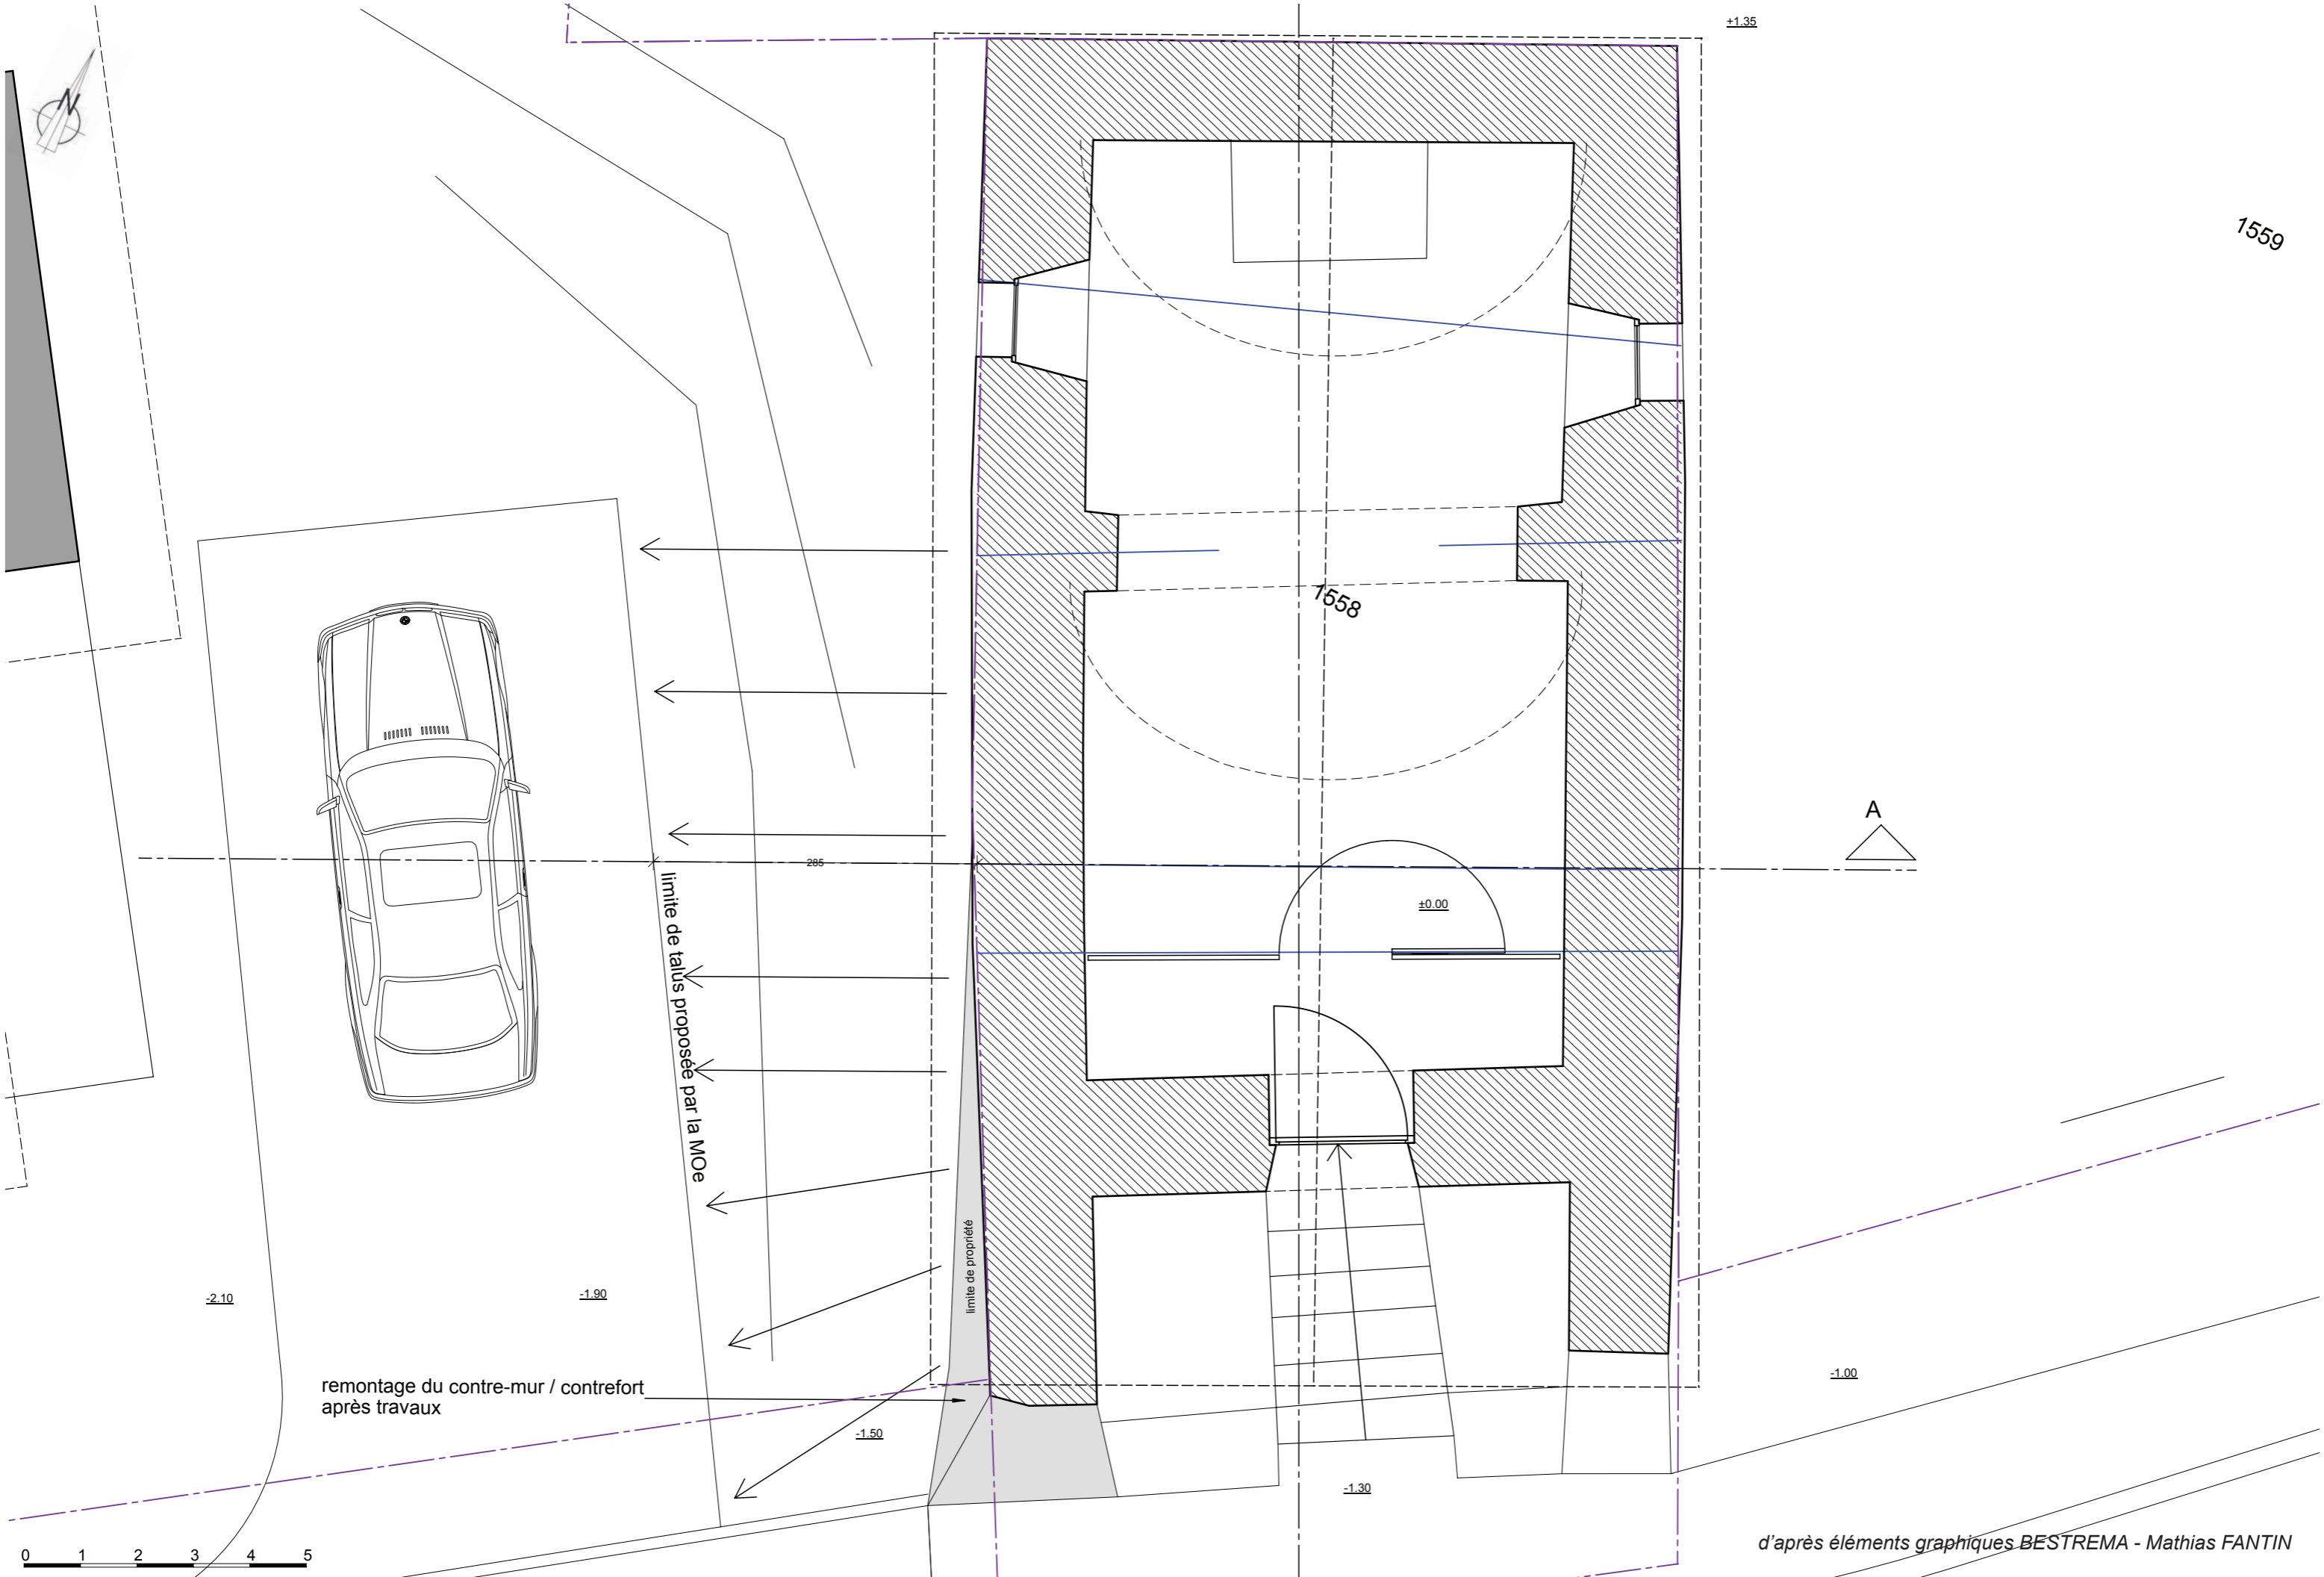 +1.35
N
1559
1558
A
285
±0.00
limite de talus proposée par la MOe
limite de propriété
-2.10
-1.90
remontage du contre-mur / contrefort
après travaux
-1.00
-1.50
-1.30
0 1 2 3 4 5
d'après éléments graphiques BESTREMA - Mathias FANTIN